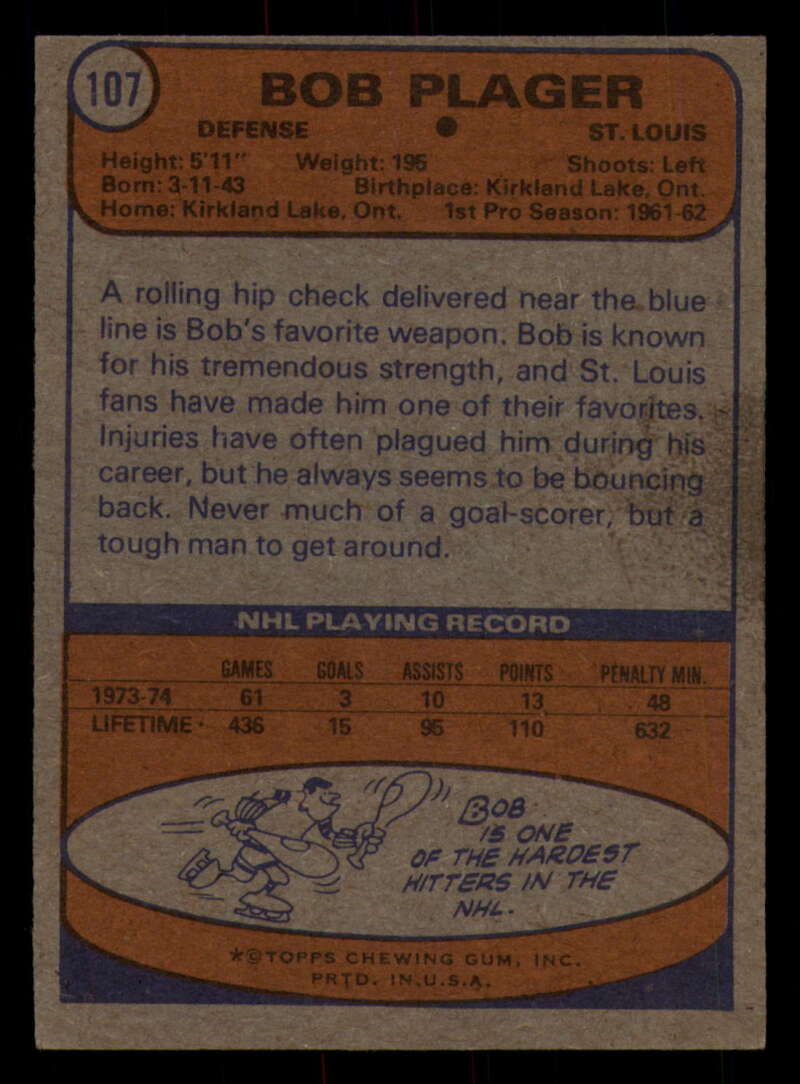 107
BOB PLAGER
DEFENSE ST. LOUIS
Height: 5'11" Weight: 195 Shoots: Left
Born: 3-11-43 Birthplace: Kirkland Lake, Ont.
Home: Kirkland Lake, Ont. 1st Pro Season: 1961-62
A rolling hip check delivered near the blue
line is Bob's favorite weapon. Bob is known
for his tremendous strength, and St. Louis
fans have made him one of their favorites.
Injuries have often plagued him during his
career, but he always seems to be bouncing
back. Never much of a goal-scorer, but a
tough man to get around.
NHL PLAYING RECORD
GAMES GOALS ASSISTS POINTS PENALTY MIN.
1973-74 61 3 10 13 48
LIFETIME 436 15 95 110 632
BOB
IS ONE
OF THE HARDEST
HITTERS IN THE
NHL.
*©TOPPS CHEWING GUM, INC.
PRTD. IN U.S.A.